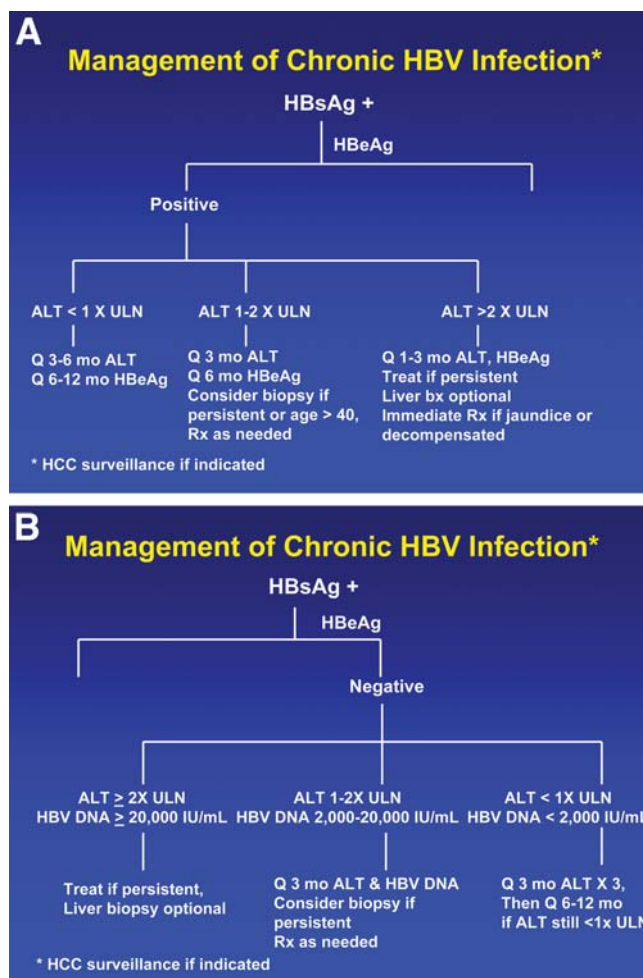 A
Management of Chronic HBV Infection*
HBsAg +
HBeAg
Positive
ALT < 1 X ULN
Q 3-6 mo ALT
Q 6-12 mo HBeAg
ALT 1-2 X ULN
Q 3 mo ALT
Q 6 mo HBeAg
Consider biopsy if
persistent or age > 40,
Rx as needed
ALT >2 X ULN
Q 1-3 mo ALT, HBeAg
Treat if persistent
Liver bx optional
Immediate Rx if jaundice or
decompensated
* HCC surveillance if indicated
B
Management of Chronic HBV Infection*
HBsAg +
HBeAg
Negative
ALT ≥ 2X ULN
HBV DNA ≥ 20,000 IU/mL
Treat if persistent,
Liver biopsy optional
ALT 1-2X ULN
HBV DNA 2,000-20,000 IU/mL
Q 3 mo ALT & HBV DNA
Consider biopsy if
persistent
Rx as needed
ALT < 1X ULN
HBV DNA < 2,000 IU/mL
Q 3 mo ALT X 3,
Then Q 6-12 mo
if ALT still <1x ULN
* HCC surveillance if indicated